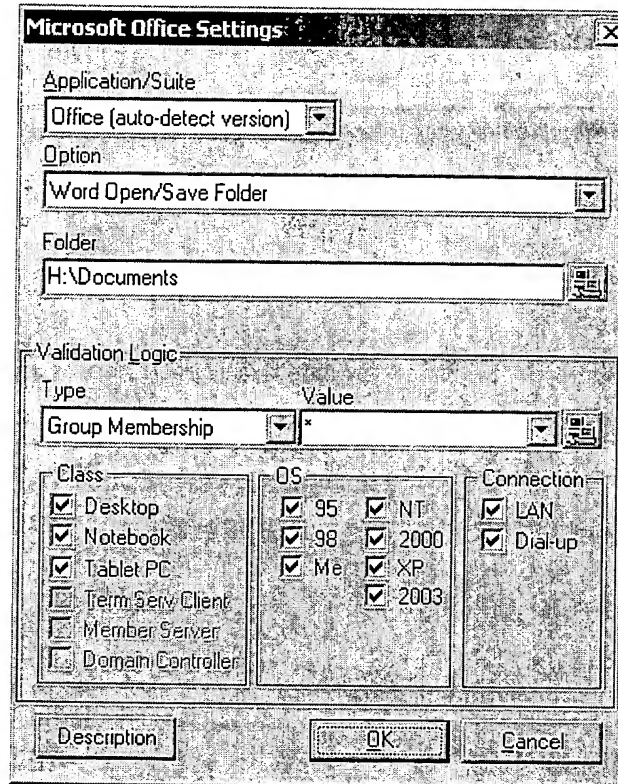 Microsoft Office Settings
Application/Suite
Office (auto-detect version)
Option
Word Open/Save Folder
Folder
H:\Documents
Validation Logic
Type Value
Group Membership *
Class OS Connection
Desktop 95 NT LAN
Notebook 98 2000 Dial-up
Tablet PC Me XP
Term Serv Client 2003
Member Server
Domain Controller
Description OK Cancel